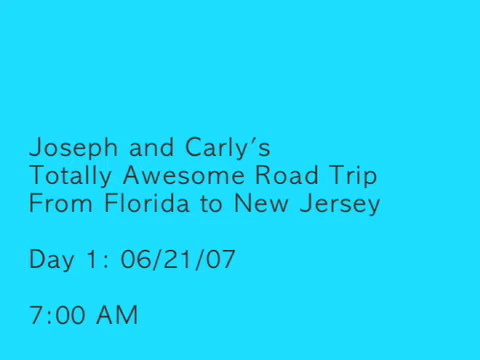 Joseph and Carly's
Totally Awesome Road Trip
From Florida to New Jersey
Day 1: 06/21/07
7:00 AM